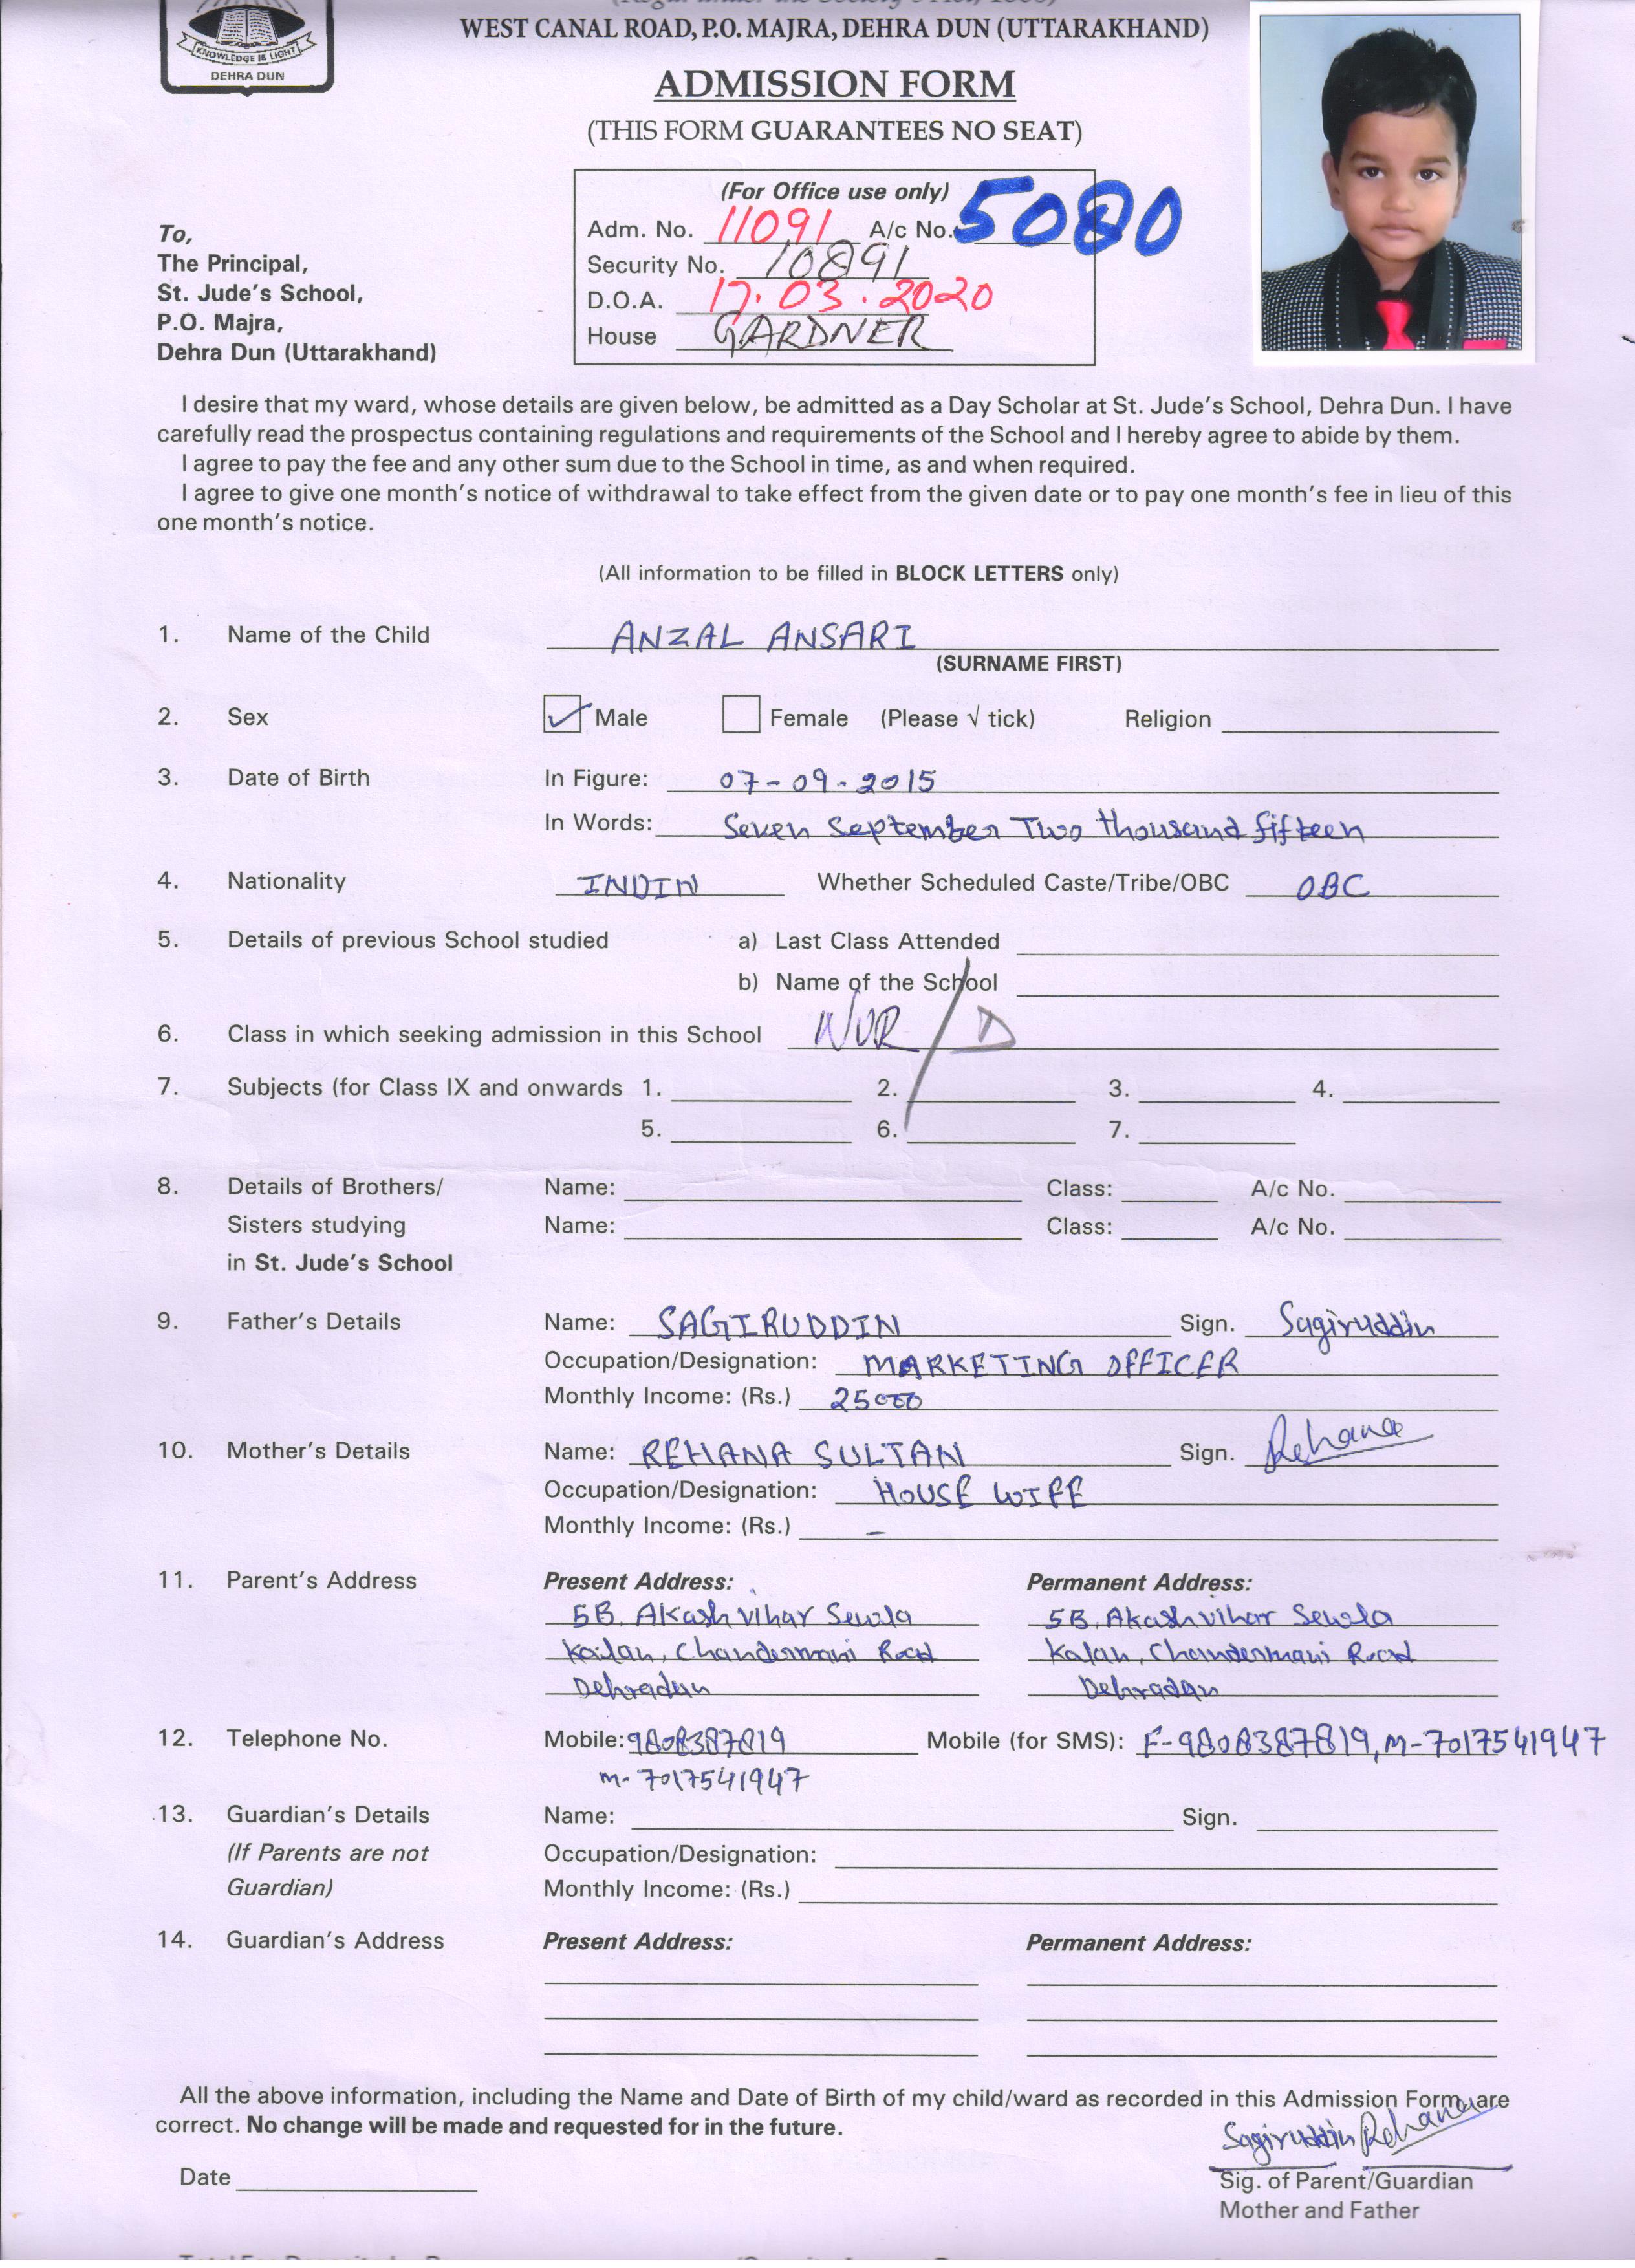 KNOWLEDGE IS LIGHT
DEHRA DUN
WEST CANAL ROAD, P.O. MAJRA, DEHRA DUN (UTTARAKHAND)
ADMISSION FORM
(THIS FORM GUARANTEES NO SEAT)
(For Office use only)
Adm. No. 11091 A/c No. 5080
Security No. 10891
D.O.A. 17.03.2020
House GARDNER
To,
The Principal,
St. Jude's School,
P.O. Majra,
Dehra Dun (Uttarakhand)
I desire that my ward, whose details are given below, be admitted as a Day Scholar at St. Jude's School, Dehra Dun. I have
carefully read the prospectus containing regulations and requirements of the School and I hereby agree to abide by them.
I agree to pay the fee and any other sum due to the School in time, as and when required.
I agree to give one month's notice of withdrawal to take effect from the given date or to pay one month's fee in lieu of this
one month's notice.
(All information to be filled in BLOCK LETTERS only)
1. Name of the Child ANZAL ANSARI
(SURNAME FIRST)
2. Sex Male Female (Please √ tick) Religion
3. Date of Birth In Figure: 07-09-2015
In Words: Seven September Two thousand fifteen
4. Nationality INDIN Whether Scheduled Caste/Tribe/OBC OBC
5. Details of previous School studied a) Last Class Attended
b) Name of the School
6. Class in which seeking admission in this School NUR / D
7. Subjects (for Class IX and onwards 1. 2. 3. 4.
5. 6. 7.
8. Details of Brothers/ Name: Class: A/c No.
Sisters studying Name: Class: A/c No.
in St. Jude's School
9. Father's Details Name: SAGIRUDDIN Sign. Sagiruddin
Occupation/Designation: MARKETING OFFICER
Monthly Income: (Rs.) 25000
10. Mother's Details Name: REHANA SULTAN Sign. Rehana
Occupation/Designation: HOUSE WIFE
Monthly Income: (Rs.) –
11. Parent's Address Present Address: Permanent Address:
5B, Akash vihar Sewla 5B, Akash vihar Sewla
Kallan, Chandermani Road Kalan, Chandermani Road
Dehradun Dehradun
12. Telephone No. Mobile: 9808387819 Mobile (for SMS): F-9808387819, M-7017541947
m-7017541947
13. Guardian's Details Name: Sign.
(If Parents are not Occupation/Designation:
Guardian) Monthly Income: (Rs.)
14. Guardian's Address Present Address: Permanent Address:
All the above information, including the Name and Date of Birth of my child/ward as recorded in this Admission Form are
correct. No change will be made and requested for in the future.
Sagiruddin Rehana
Date Sig. of Parent/Guardian
Mother and Father